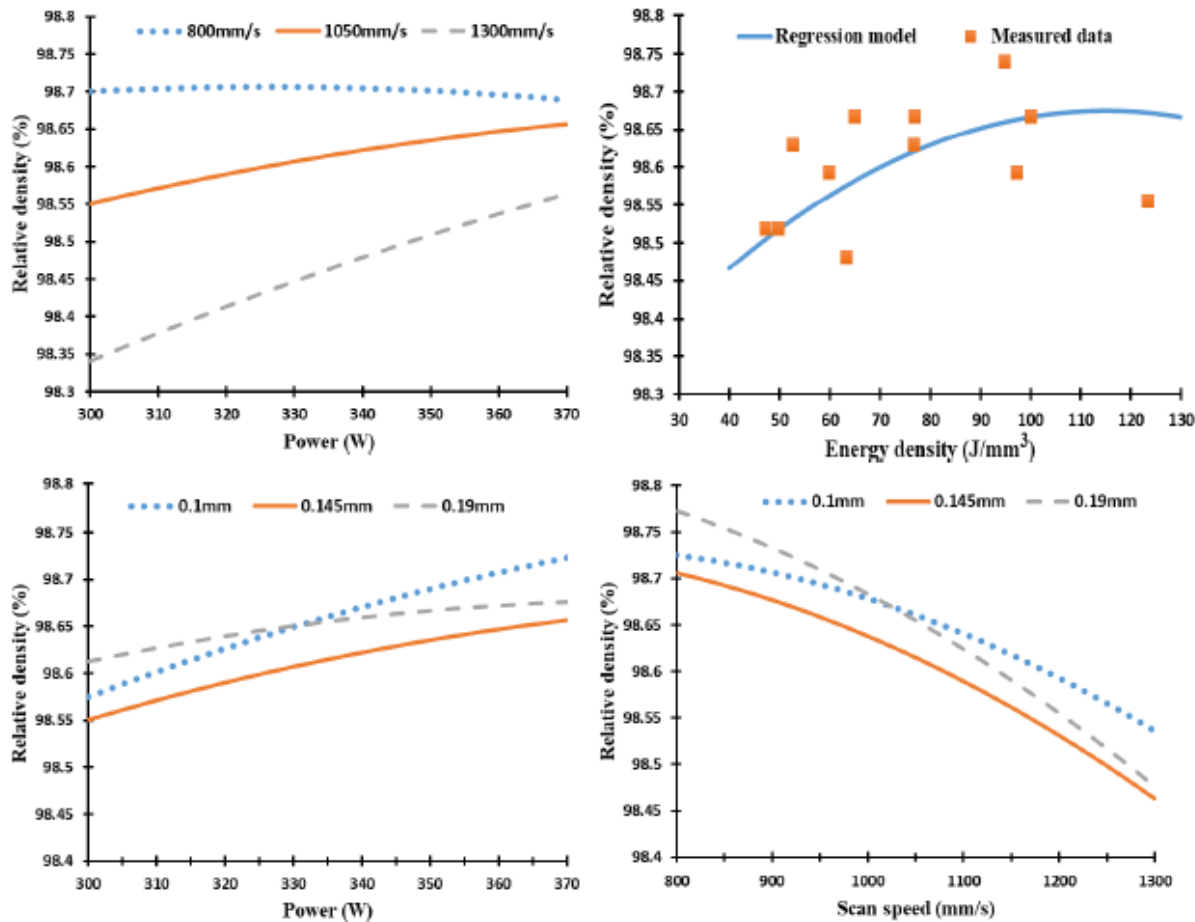 800mm/s 1050mm/s 1300mm/s
98.8
98.75
98.7
98.65
98.6
98.55
98.5
98.45
98.4
98.35
98.3
Relative density (%)
300 310 320 330 340 350 360 370
Power (W)
Regression model Measured data
98.8
98.7
98.6
98.5
98.4
98.3
98.75
98.65
98.55
98.45
98.35
Relative density (%)
30 40 50 60 70 80 90 100 110 120 130
Energy density (J/mm³)
0.1mm 0.145mm 0.19mm
98.8
98.75
98.7
98.65
98.6
98.55
98.5
98.45
98.4
Relative density (%)
300 310 320 330 340 350 360 370
Power (W)
0.1mm 0.145mm 0.19mm
98.8
98.75
98.7
98.65
98.6
98.55
98.5
98.45
98.4
Relative density (%)
800 900 1000 1100 1200 1300
Scan speed (mm/s)